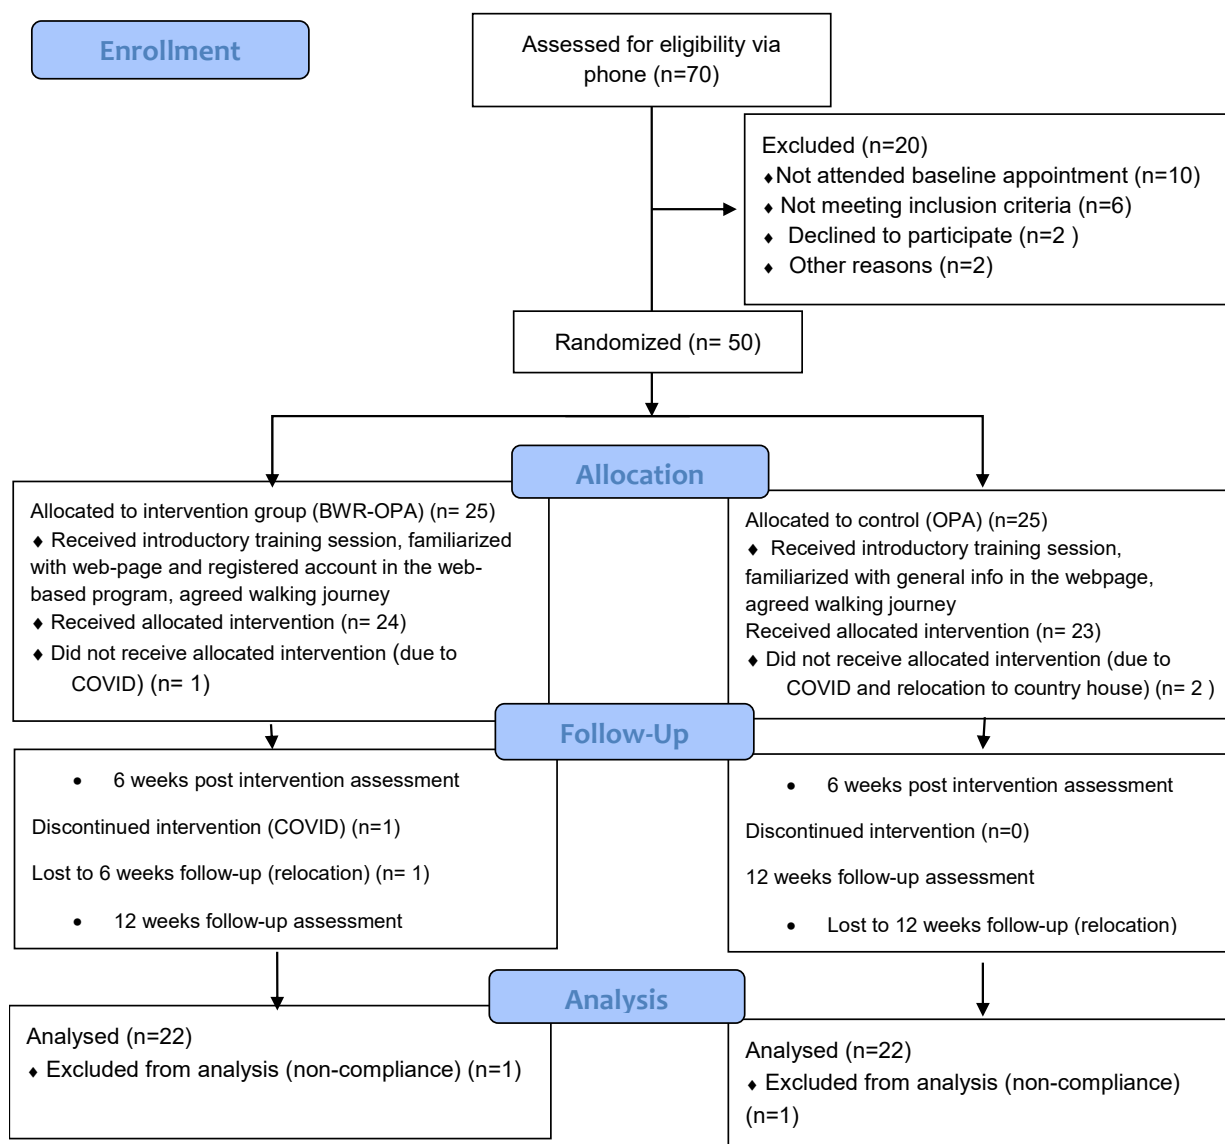 Enrollment
Assessed for eligibility via
phone (n=70)
Excluded (n=20)
♦Not attended baseline appointment (n=10)
♦ Not meeting inclusion criteria (n=6)
♦ Declined to participate (n=2 )
♦ Other reasons (n=2)
Randomized (n= 50)
Allocation
Allocated to intervention group (BWR-OPA) (n= 25)
♦ Received introductory training session, familiarized
with web-page and registered account in the web-
based program, agreed walking journey
♦ Received allocated intervention (n= 24)
♦ Did not receive allocated intervention (due to
COVID) (n= 1)
Allocated to control (OPA) (n=25)
♦ Received introductory training session,
familiarized with general info in the webpage,
agreed walking journey
Received allocated intervention (n= 23)
♦ Did not receive allocated intervention (due to
COVID and relocation to country house) (n= 2 )
Follow-Up
• 6 weeks post intervention assessment
Discontinued intervention (COVID) (n=1)
Lost to 6 weeks follow-up (relocation) (n= 1)
• 12 weeks follow-up assessment
• 6 weeks post intervention assessment
Discontinued intervention (n=0)
12 weeks follow-up assessment
• Lost to 12 weeks follow-up (relocation)
Analysis
Analysed (n=22)
♦ Excluded from analysis (non-compliance) (n=1)
Analysed (n=22)
♦ Excluded from analysis (non-compliance)
(n=1)